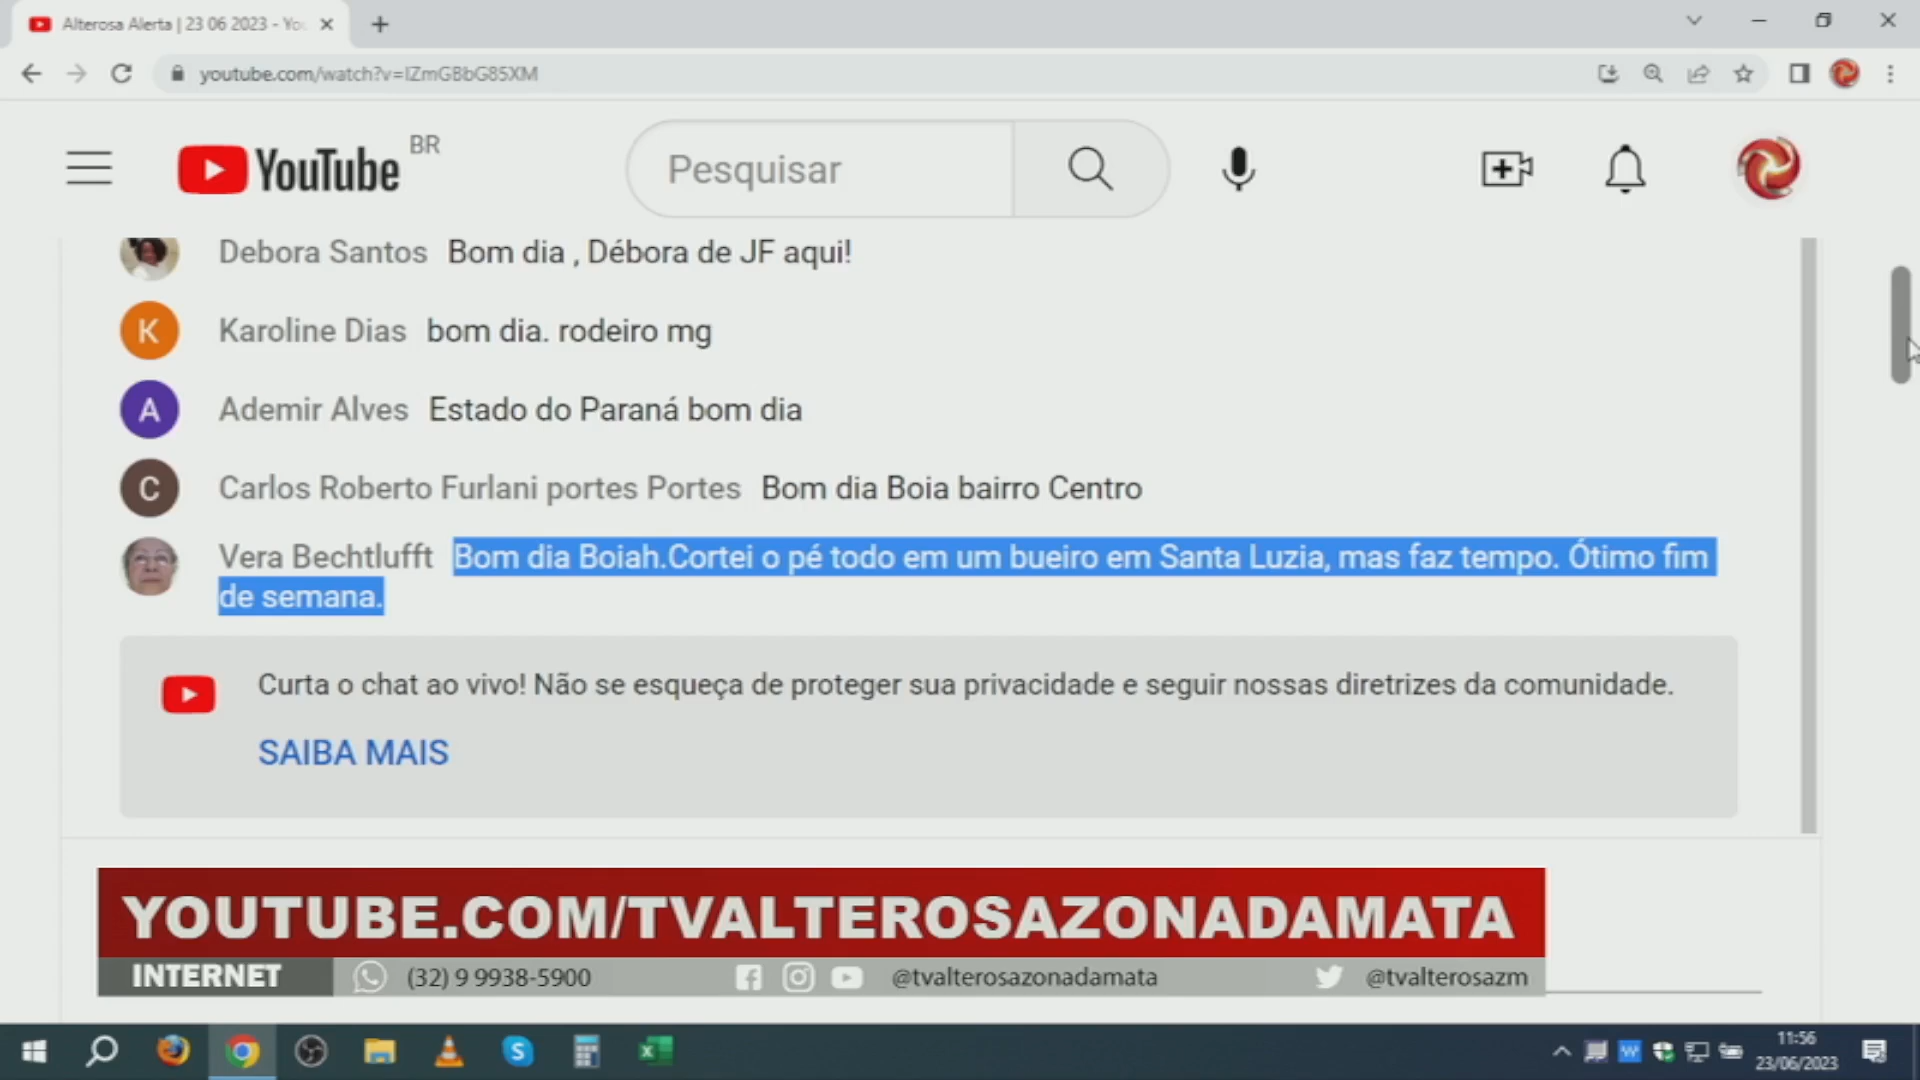 Alterosa Alerta | 23 06 2023 - You
youtube.com/watch?v=IZmGBbG85XM
YouTube BR
Pesquisar
Debora Santos Bom dia , Débora de JF aqui!
K Karoline Dias bom dia. rodeiro mg
A Ademir Alves Estado do Paraná bom dia
C Carlos Roberto Furlani portes Portes Bom dia Boia bairro Centro
Vera Bechtlufft Bom dia Boiah.Cortei o pé todo em um bueiro em Santa Luzia, mas faz tempo. Ótimo fim
de semana.
Curta o chat ao vivo! Não se esqueça de proteger sua privacidade e seguir nossas diretrizes da comunidade.
SAIBA MAIS
YOUTUBE.COM/TVALTEROSAZONADAMATA
INTERNET (32) 9 9938-5900 @tvalterosazonadamata @tvalterosazm
11:56
23/06/2023